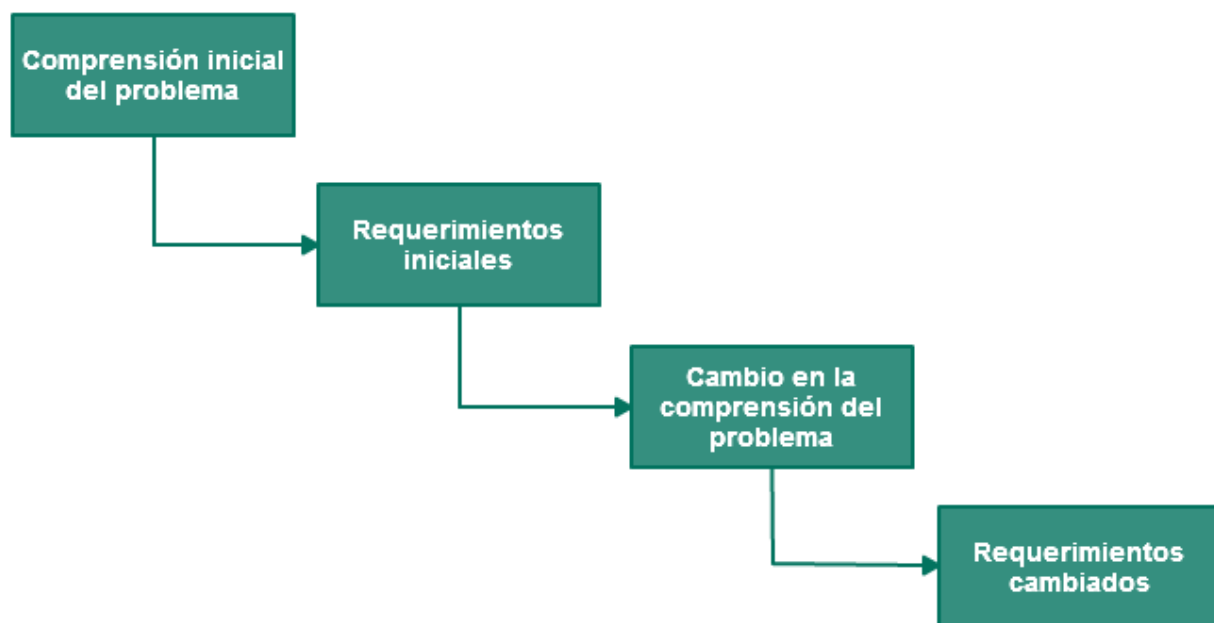 Comprensión inicial
del problema
Requerimientos
iniciales
Cambio en la
comprensión del
problema
Requerimientos
cambiados